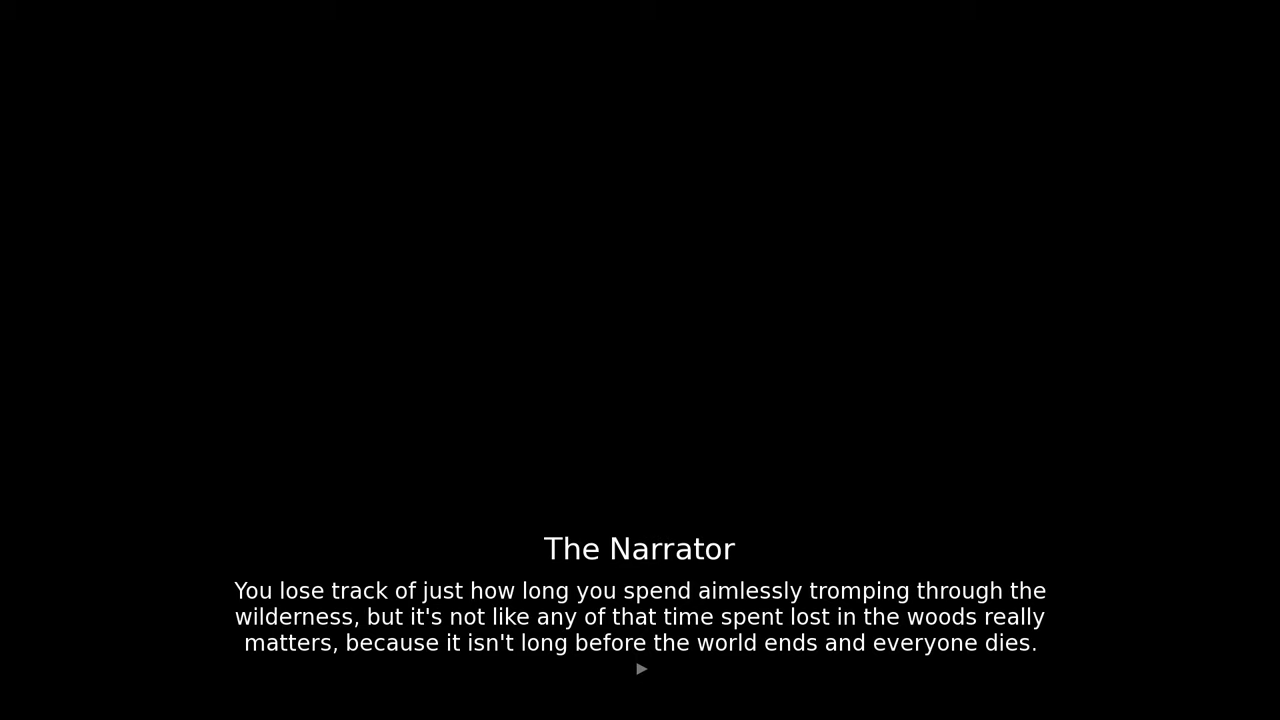 The Narrator
You lose track of just how long you spend aimlessly tromping through the
wilderness, but it's not like any of that time spent lost in the woods really
matters, because it isn't long before the world ends and everyone dies.